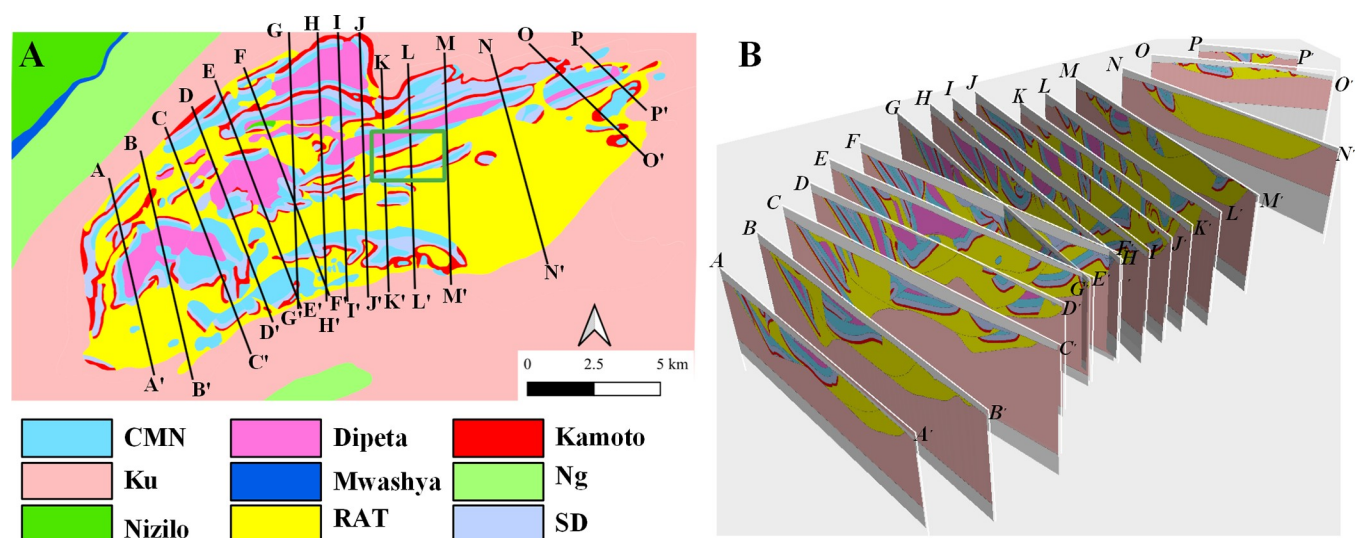 A
A
B
C
D
E
F
G
H
I
J
K
L
M
N
O
P
A'
B'
C'
D'
G'
E'
F'
H'
I'
J'
K'
L'
M'
N'
O'
P'
0
2.5
5 km
CMN
Dipeta
Kamoto
Ku
Mwashya
Ng
Nizilo
RAT
SD
B
A
B
C
D
E
F
G
H
I
J
K
L
M
N
O
P
P'
O'
N'
M'
L'
K'
J'
I'
H'
F'
E'
G'
D'
C'
B'
A'